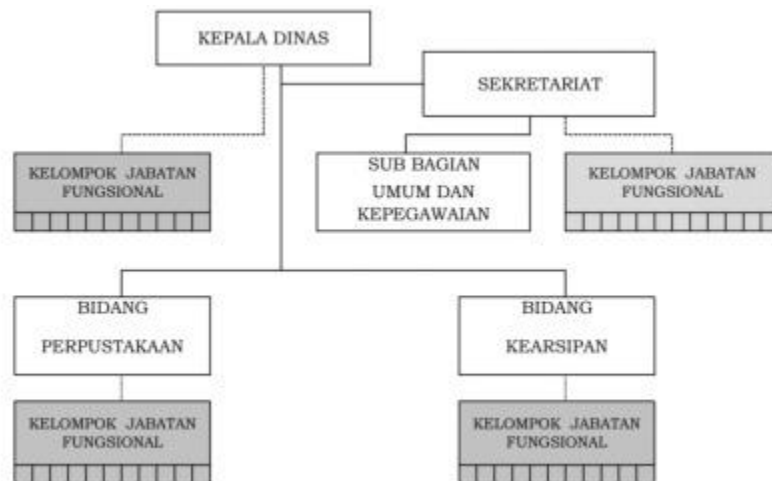 KEPALA DINAS
SEKRETARIAT
KELOMPOK JABATAN
FUNGSIONAL
SUB BAGIAN
UMUM DAN
KEPEGAWAIAN
KELOMPOK JABATAN
FUNGSIONAL
BIDANG
PERPUSTAKAAN
BIDANG
KEARSIPAN
KELOMPOK JABATAN
FUNGSIONAL
KELOMPOK JABATAN
FUNGSIONAL